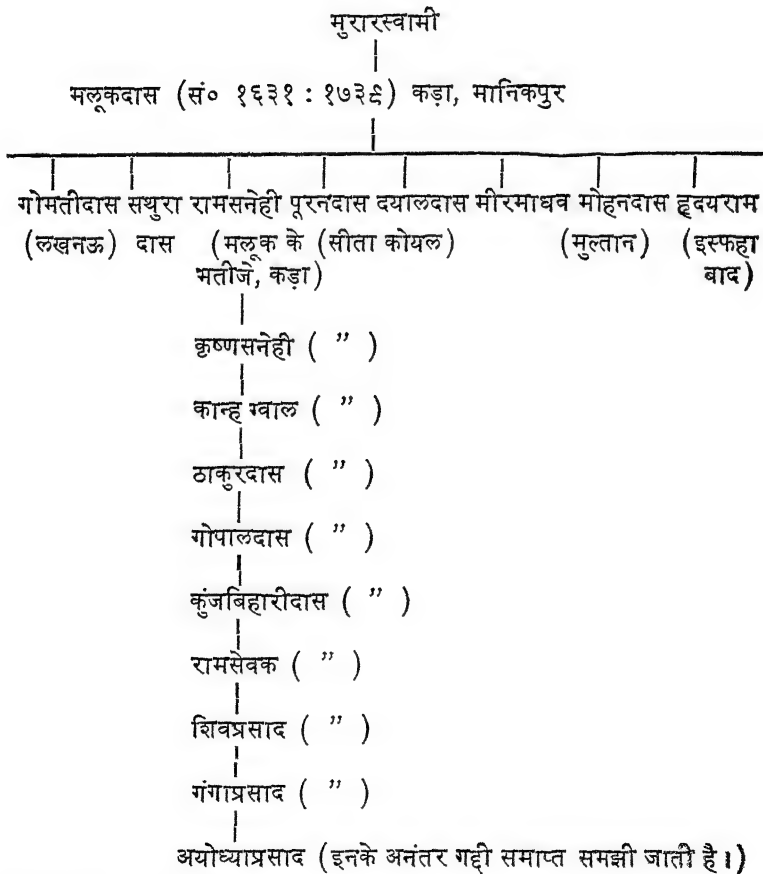 मुरारस्वामी
मलूकदास (सं० १६३१ : १७३९) कड़ा, मानिकपुर
गोमतीदास सथुरा रामसनेही पूरनदास दयालदास मीरमाधव मोहनदास हृदयराम
(लखनऊ) दास (मलूक के (सीता कोयल) (मुल्तान) (इस्फहा
भतीजे, कड़ा) बाद)
कृष्णसनेही ( ” )
कान्ह ग्वाल ( ” )
ठाकुरदास ( ” )
गोपालदास ( ” )
कुंजबिहारीदास ( ” )
रामसेवक ( ” )
शिवप्रसाद ( ” )
गंगाप्रसाद ( ” )
अयोध्याप्रसाद (इनके अनंतर गद्दी समाप्त समझी जाती है।)